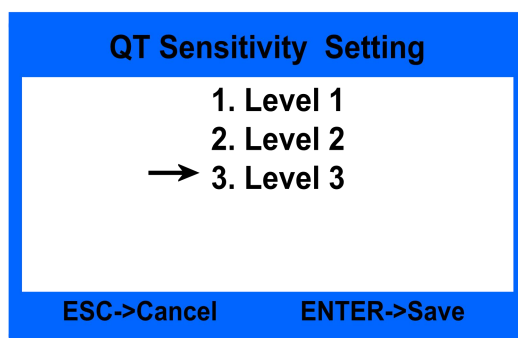 QT Sensitivity Setting
1. Level 1
2. Level 2
→ 3. Level 3
ESC->Cancel ENTER->Save